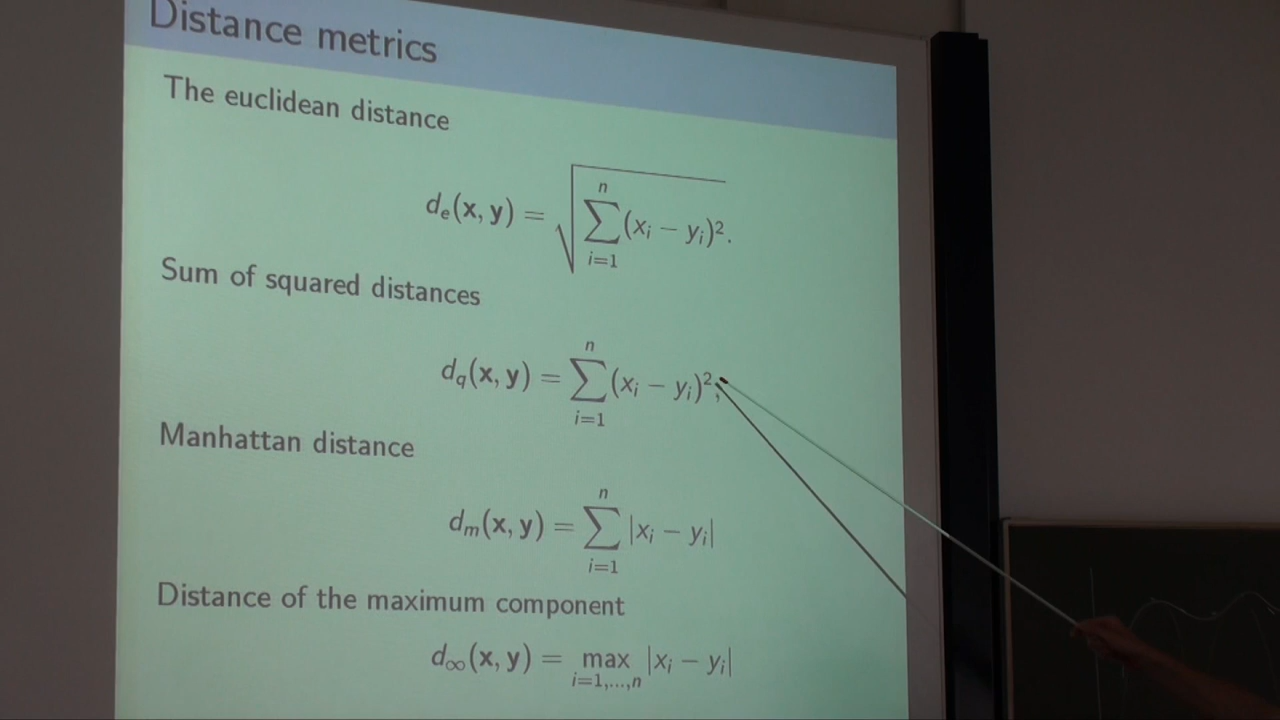 Distance metrics
The euclidean distance
d_e(x, y) = √∑_{i=1}^{n}(x_i − y_i)².
Sum of squared distances
d_q(x, y) = ∑_{i=1}^{n}(x_i − y_i)²,
Manhattan distance
d_m(x, y) = ∑_{i=1}^{n}|x_i − y_i|
Distance of the maximum component
d_∞(x, y) = max_{i=1,...,n}|x_i − y_i|